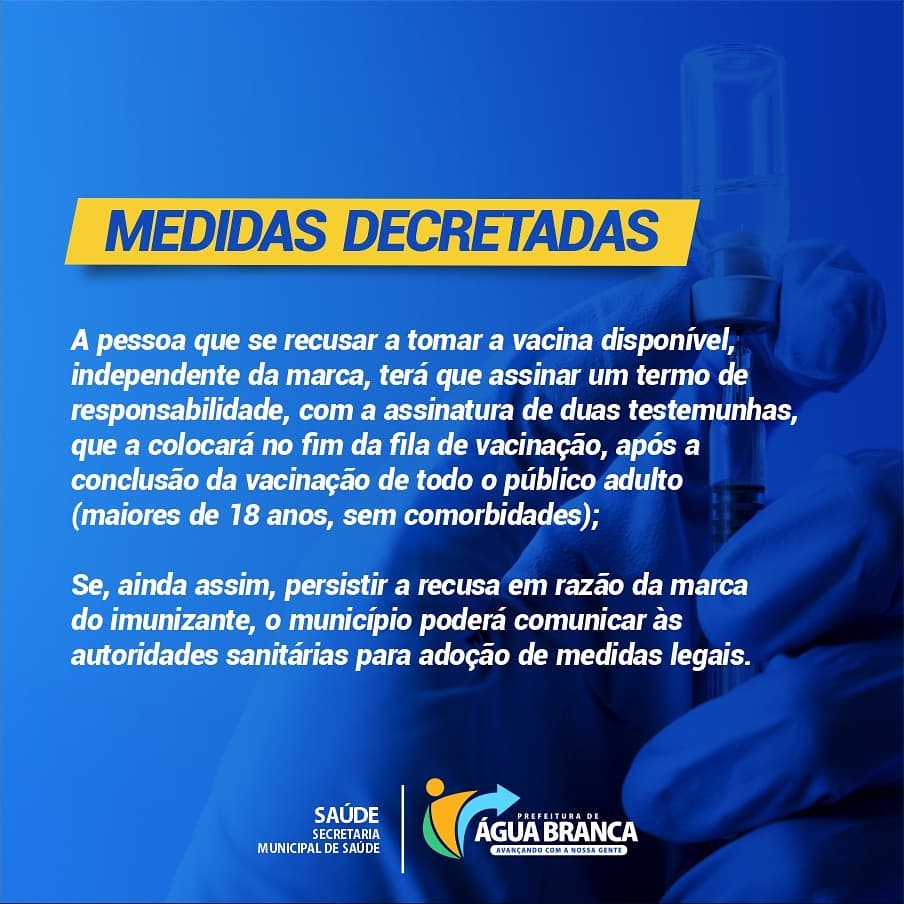 MEDIDAS DECRETADAS
A pessoa que se recusar a tomar a vacina disponível,
independente da marca, terá que assinar um termo de
responsabilidade, com a assinatura de duas testemunhas,
que a colocará no fim da fila de vacinação, após a
conclusão da vacinação de todo o público adulto
(maiores de 18 anos, sem comorbidades);
Se, ainda assim, persistir a recusa em razão da marca
do imunizante, o município poderá comunicar às
autoridades sanitárias para adoção de medidas legais.
SAÚDE
SECRETARIA
MUNICIPAL DE SAÚDE
PREFEITURA DE
ÁGUA BRANCA
AVANÇANDO COM A NOSSA GENTE